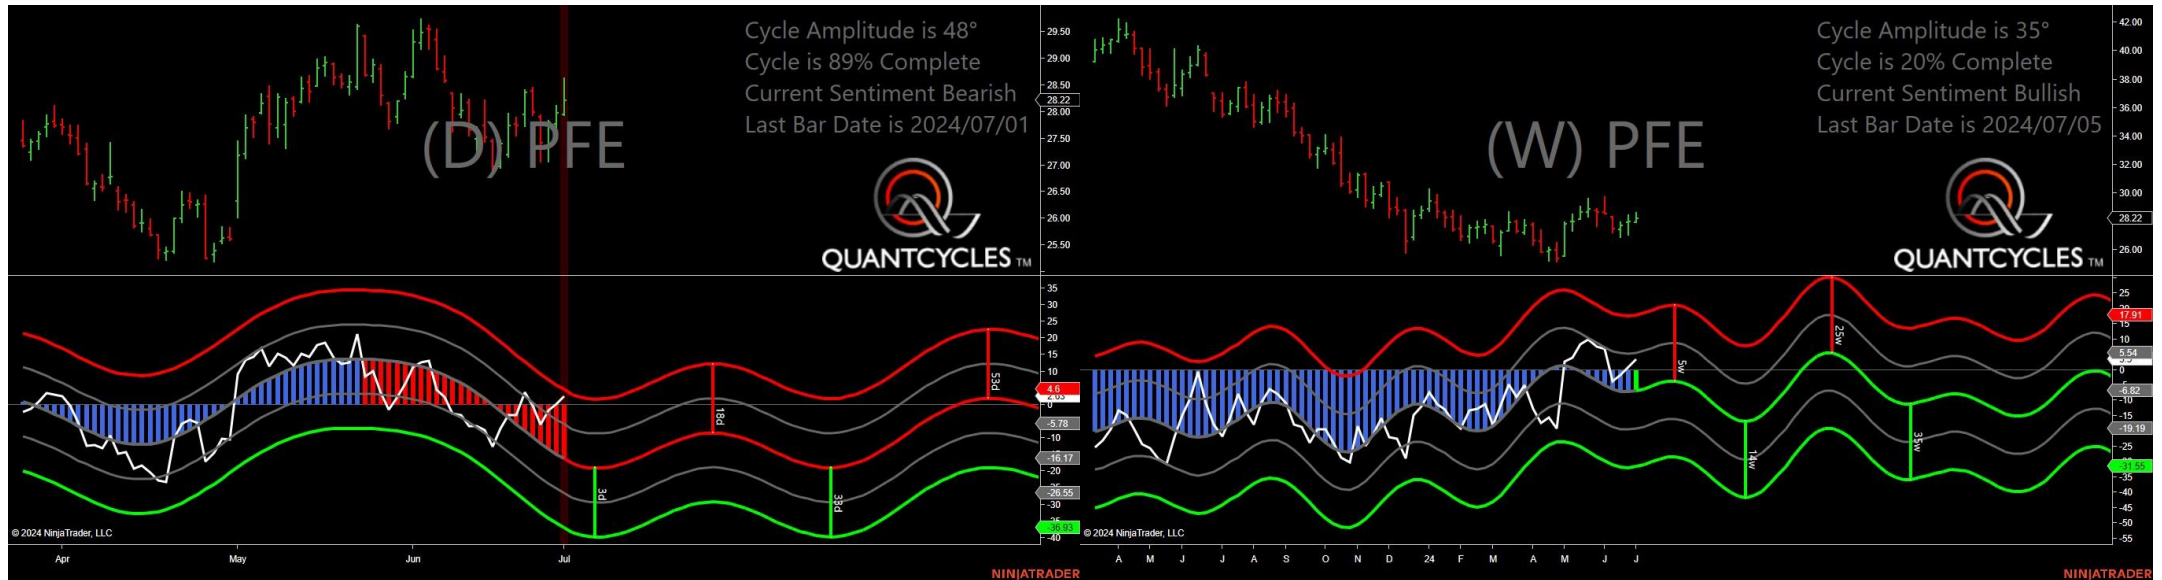 Cycle Amplitude is 48°
Cycle is 89% Complete
Current Sentiment Bearish
Last Bar Date is 2024/07/01
(D) PFE
QUANTCYCLES TM
29.50
29.00
28.50
28.22
28.00
27.50
27.00
26.50
26.00
25.50
35
30
25
20
15
10
4.6
2.63
0
-5.78
-10
-16.17
-20
-26.55
-30
-36.93
-40
3d
18d
33d
53d
© 2024 NinjaTrader, LLC
Apr
May
Jun
Jul
NINJATRADER
Cycle Amplitude is 35°
Cycle is 20% Complete
Current Sentiment Bullish
Last Bar Date is 2024/07/05
(W) PFE
QUANTCYCLES TM
42.00
40.00
38.00
36.00
34.00
32.00
30.00
28.22
26.00
25
17.91
15
10
5.54
0
-6.82
-10
-15
-19.19
-25
-31.55
-35
-40
-45
-50
-55
5w
14w
25w
35w
© 2024 NinjaTrader, LLC
A
M
J
J
A
S
O
N
D
24
F
M
A
M
J
J
NINJATRADER